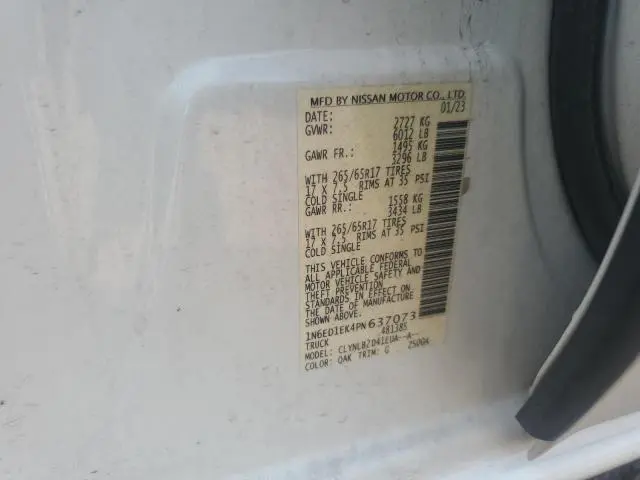 MFD BY NISSAN MOTOR CO., LTD
DATE: 01/23
GVWR: 2727 KG
6012 LB
GAWR FR.: 1495 KG
3296 LB
WITH 265/65R17 TIRES
17 X 7.5 RIMS AT 35 PSI
COLD SINGLE
GAWR RR.: 1558 KG
3434 LB
WITH 265/65R17 TIRES
17 X 7.5 RIMS AT 35 PSI
COLD SINGLE
THIS VEHICLE CONFORMS TO
ALL APPLICABLE FEDERAL
MOTOR VEHICLE SAFETY AND
THEFT PREVENTION
STANDARDS IN EFFECT ON
THE DATE OF MANUFACTURE
1N6ED1EK4PN637073
TRUCK 481385
MODEL: CLYNLBZD41EUA--A--
COLOR: QAK TRIM: G 2500A